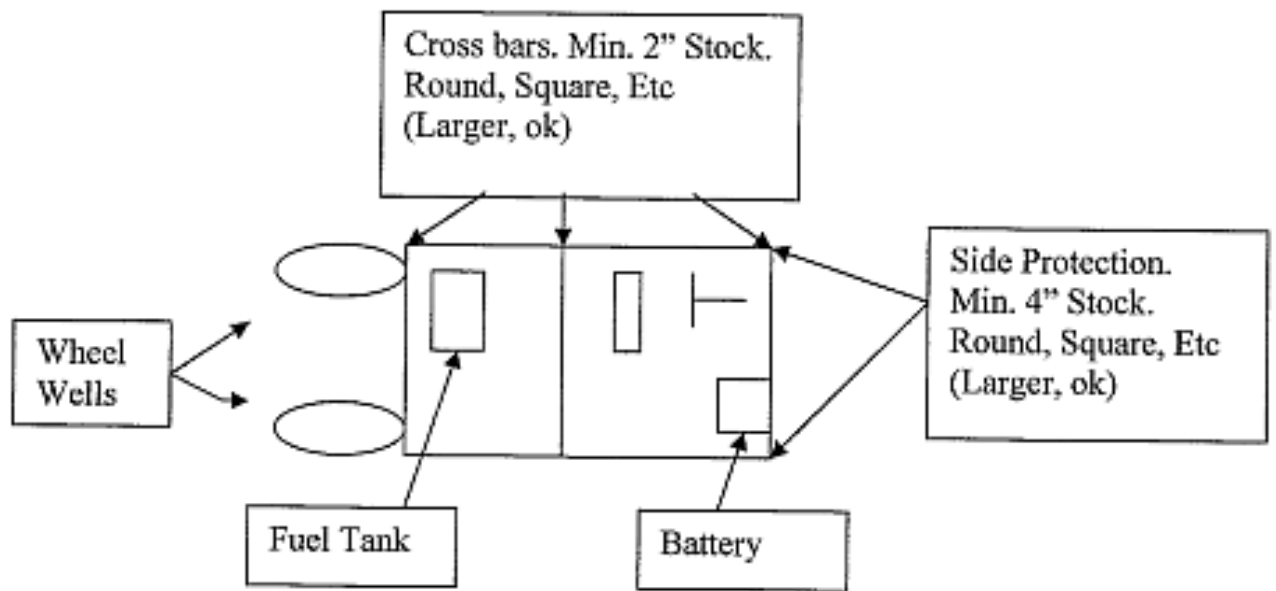 Cross bars. Min. 2” Stock.
Round, Square, Etc
(Larger, ok)
Side Protection.
Min. 4” Stock.
Round, Square, Etc
(Larger, ok)
Wheel
Wells
Fuel Tank
Battery